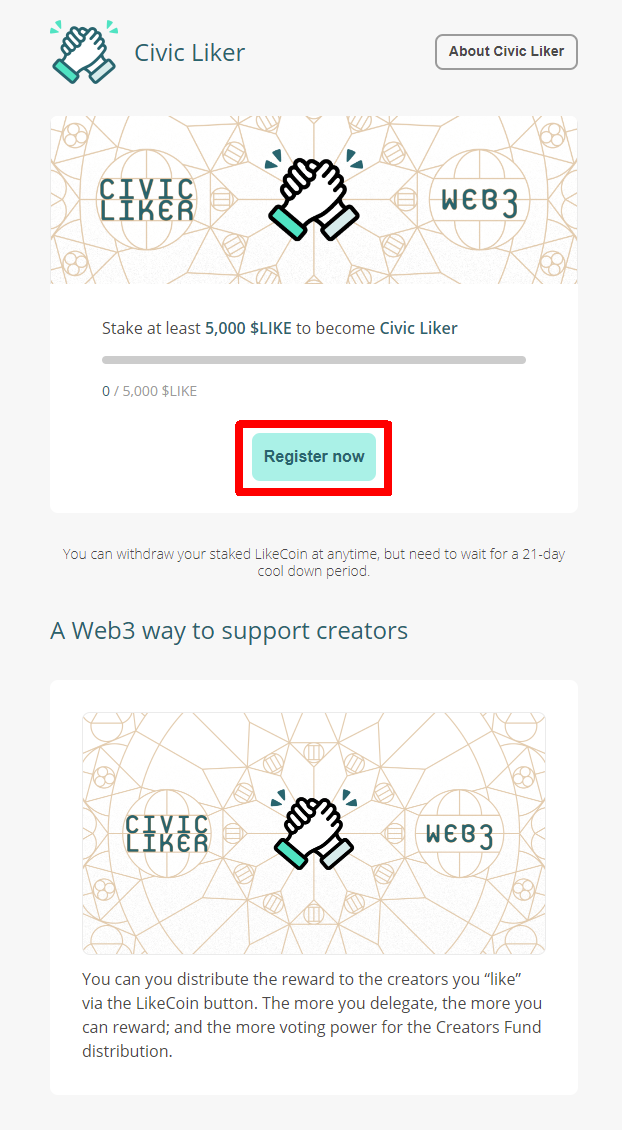 Civic Liker
About Civic Liker
CIVIC
LIKER
WEB3
Stake at least 5,000 $LIKE to become Civic Liker
0 / 5,000 $LIKE
Register now
You can withdraw your staked LikeCoin at anytime, but need to wait for a 21-day
cool down period.
A Web3 way to support creators
CIVIC
LIKER
WEB3
You can you distribute the reward to the creators you “like”
via the LikeCoin button. The more you delegate, the more you
can reward; and the more voting power for the Creators Fund
distribution.